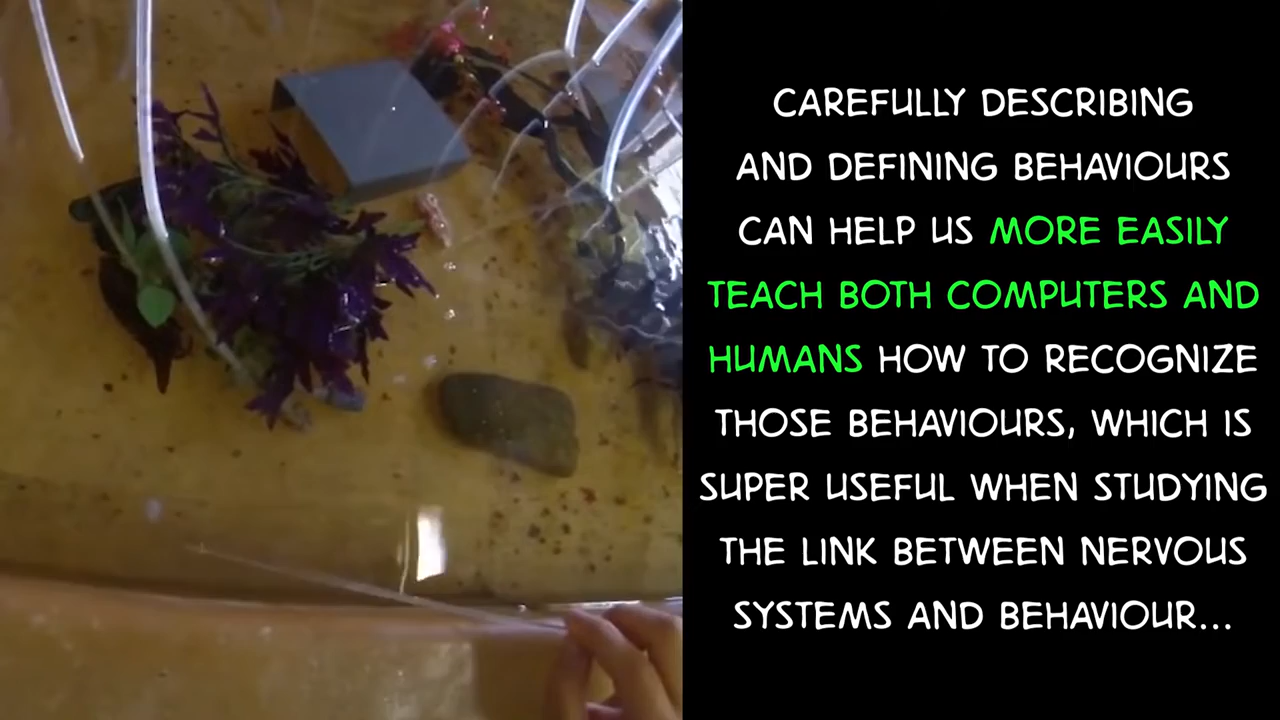 CAREFULLY DESCRIBING
AND DEFINING BEHAVIOURS
CAN HELP US MORE EASILY
TEACH BOTH COMPUTERS AND
HUMANS HOW TO RECOGNIZE
THOSE BEHAVIOURS, WHICH IS
SUPER USEFUL WHEN STUDYING
THE LINK BETWEEN NERVOUS
SYSTEMS AND BEHAVIOUR...